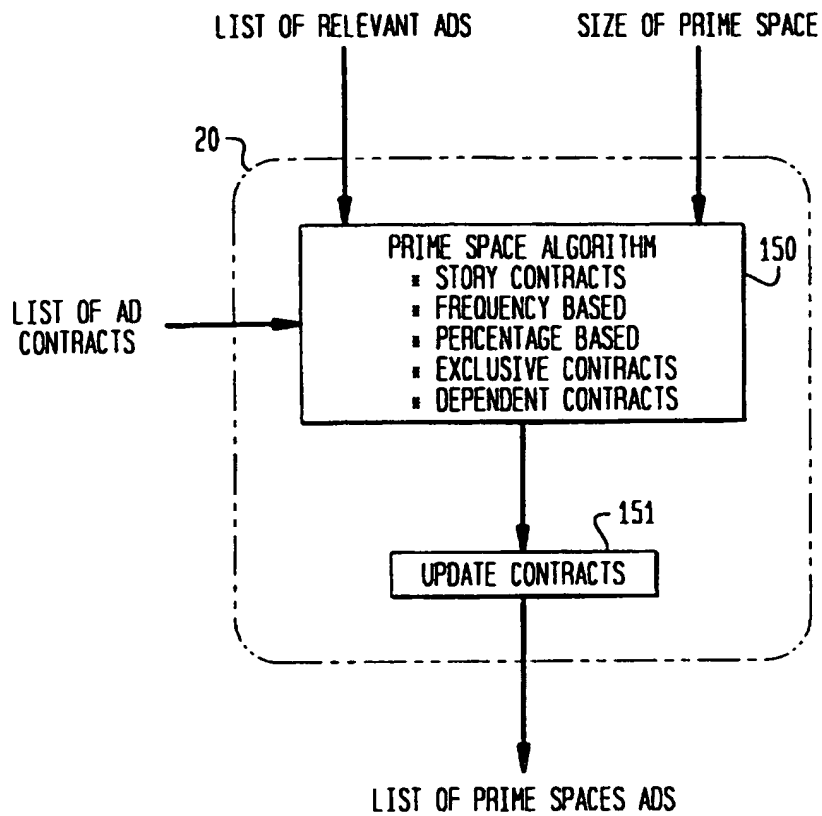 LIST OF RELEVANT ADS
SIZE OF PRIME SPACE
20
PRIME SPACE ALGORITHM
* STORY CONTRACTS
* FREQUENCY BASED
* PERCENTAGE BASED
* EXCLUSIVE CONTRACTS
* DEPENDENT CONTRACTS
150
LIST OF AD
CONTRACTS
151
UPDATE CONTRACTS
LIST OF PRIME SPACES ADS